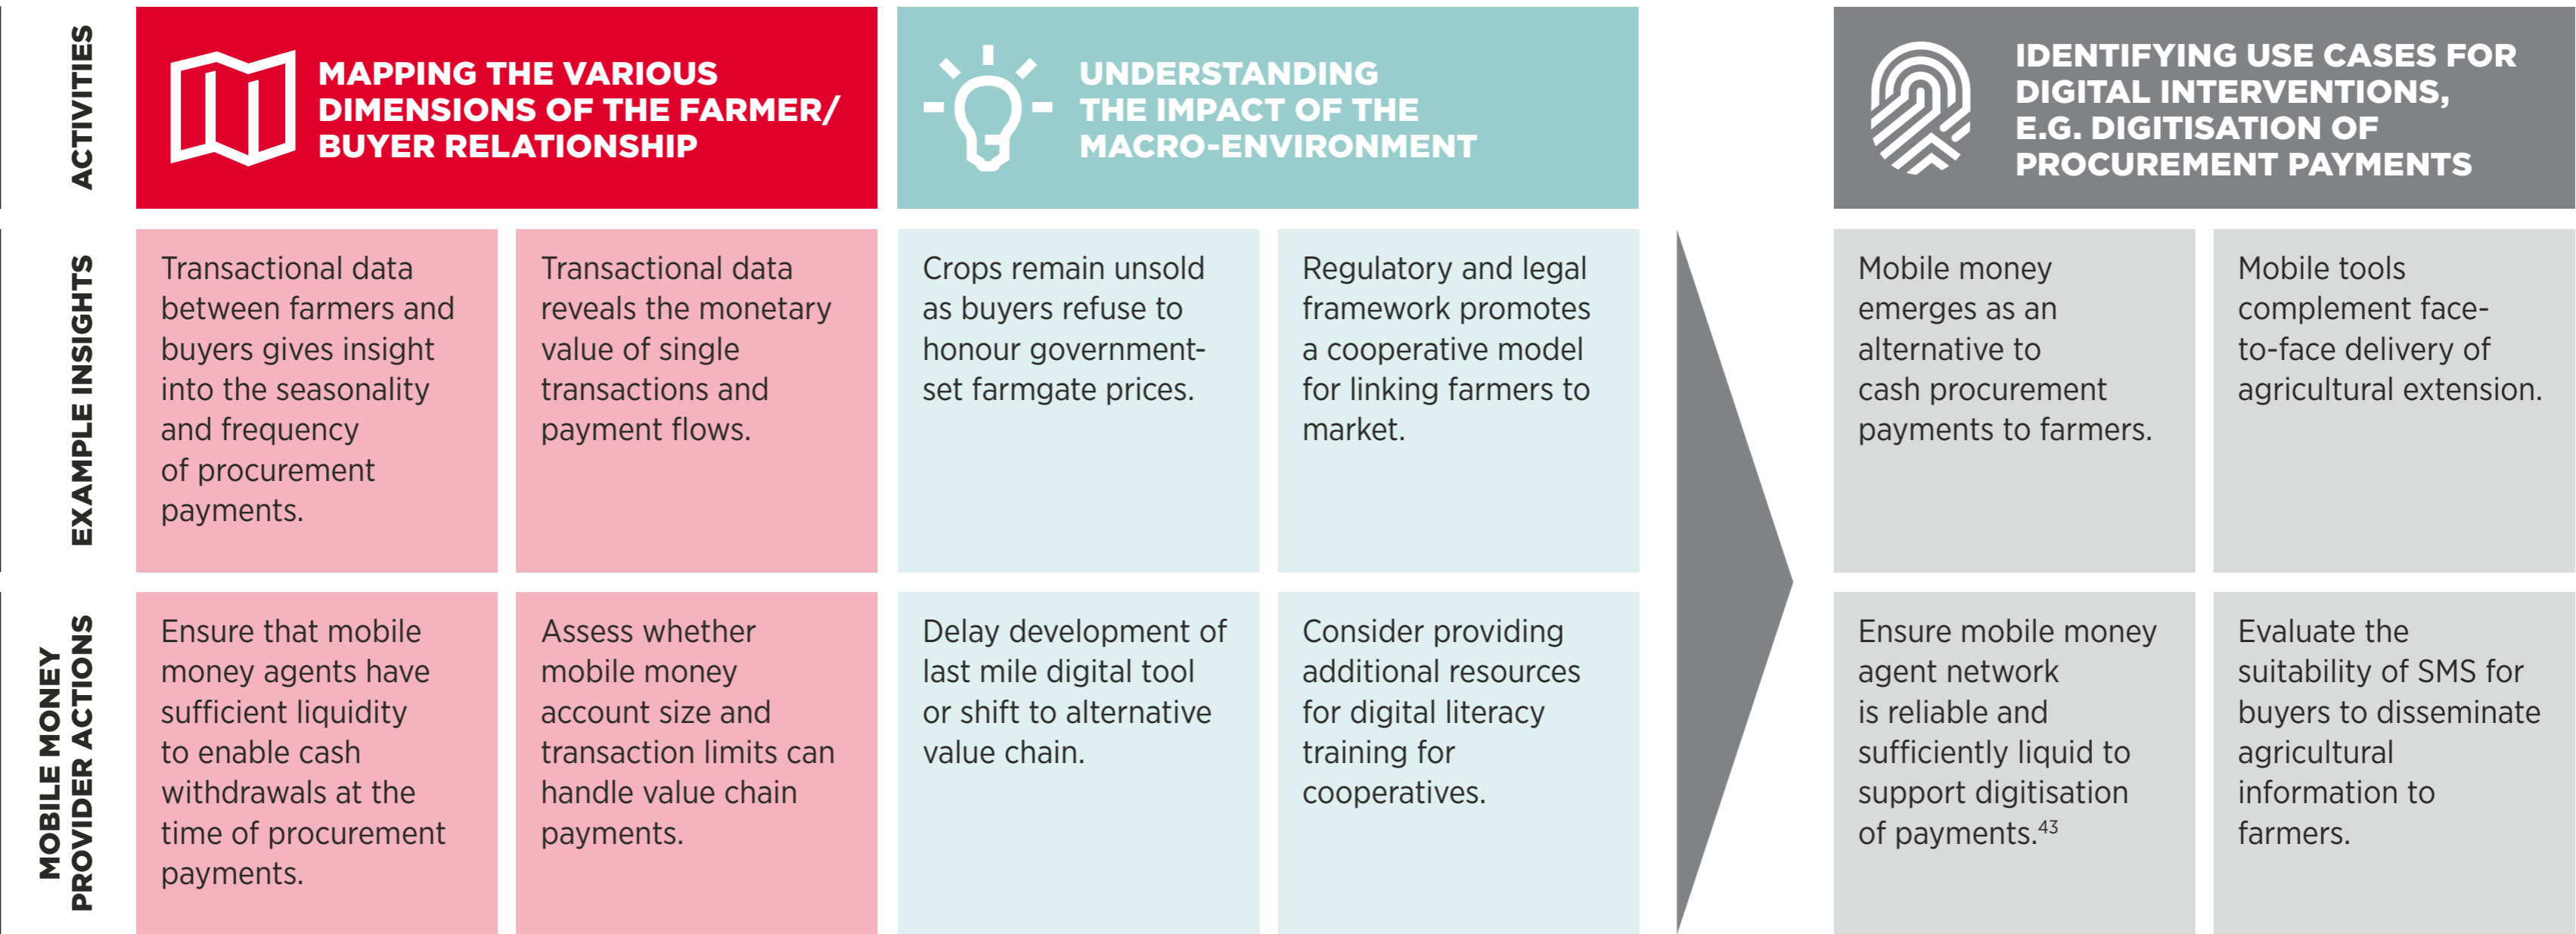 ACTIVITIES
MAPPING THE VARIOUS
DIMENSIONS OF THE FARMER/
BUYER RELATIONSHIP
UNDERSTANDING
THE IMPACT OF THE
MACRO-ENVIRONMENT
IDENTIFYING USE CASES FOR
DIGITAL INTERVENTIONS,
E.G. DIGITISATION OF
PROCUREMENT PAYMENTS
EXAMPLE INSIGHTS
Transactional data
between farmers and
buyers gives insight
into the seasonality
and frequency
of procurement
payments.
Transactional data
reveals the monetary
value of single
transactions and
payment flows.
Crops remain unsold
as buyers refuse to
honour government-
set farmgate prices.
Regulatory and legal
framework promotes
a cooperative model
for linking farmers to
market.
Mobile money
emerges as an
alternative to
cash procurement
payments to farmers.
Mobile tools
complement face-
to-face delivery of
agricultural extension.
MOBILE MONEY
PROVIDER ACTIONS
Ensure that mobile
money agents have
sufficient liquidity
to enable cash
withdrawals at the
time of procurement
payments.
Assess whether
mobile money
account size and
transaction limits can
handle value chain
payments.
Delay development of
last mile digital tool
or shift to alternative
value chain.
Consider providing
additional resources
for digital literacy
training for
cooperatives.
Ensure mobile money
agent network
is reliable and
sufficiently liquid to
support digitisation
of payments.43
Evaluate the
suitability of SMS for
buyers to disseminate
agricultural
information to
farmers.